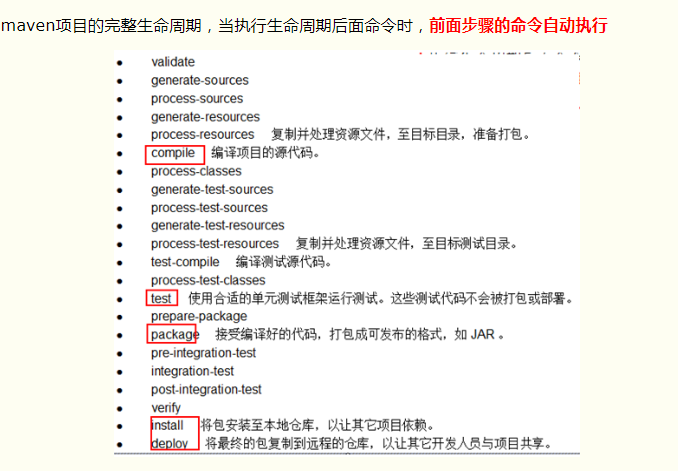 maven项目的完整生命周期，当执行生命周期后面命令时，前面步骤的命令自动执行
• validate
• generate-sources
• process-sources
• generate-resources
• process-resources 复制并处理资源文件，至目标目录，准备打包。
• compile 编译项目的源代码。
• process-classes
• generate-test-sources
• process-test-sources
• generate-test-resources
• process-test-resources 复制并处理资源文件，至目标测试目录。
• test-compile 编译测试源代码。
• process-test-classes
• test 使用合适的单元测试框架运行测试。这些测试代码不会被打包或部署。
• prepare-package
• package 接受编译好的代码，打包成可发布的格式，如 JAR 。
• pre-integration-test
• integration-test
• post-integration-test
• verify
• install 将包安装至本地仓库，以让其它项目依赖。
• deploy 将最终的包复制到远程的仓库，以让其它开发人员与项目共享。